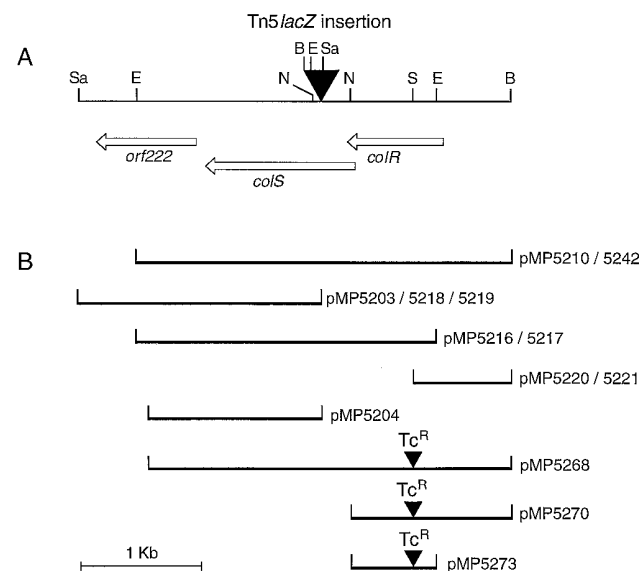 Tn5lacZ insertion
A
B E Sa
Sa E N N S E B
orf222 colR
colS
B
pMP5210 / 5242
pMP5203 / 5218 / 5219
pMP5216 / 5217
pMP5220 / 5221
pMP5204
TcR
pMP5268
TcR
pMP5270
TcR
pMP5273
1 Kb